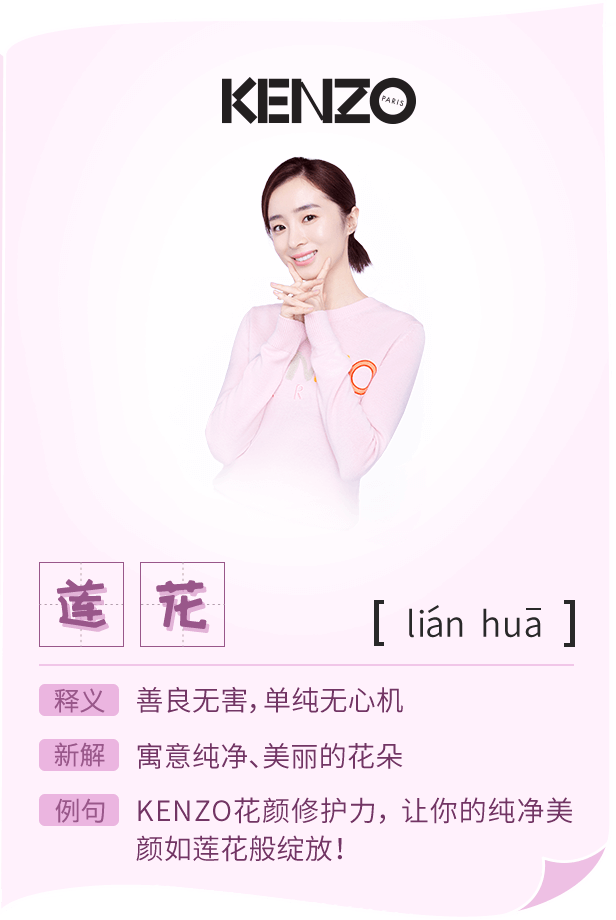 KENZO
PARIS
莲花
[ lián huā ]
释义 善良无害，单纯无心机
新解 寓意纯净、美丽的花朵
例句 KENZO花颜修护力，让你的纯净美
颜如莲花般绽放！